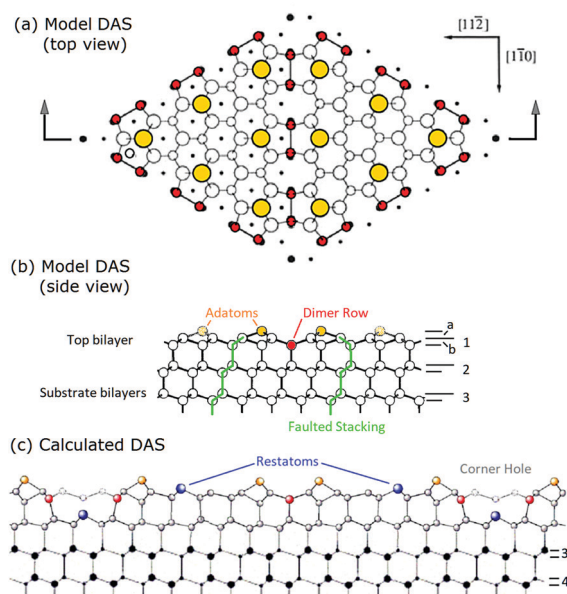 (a) Model DAS
(top view)
[112̄]
[11̄0]
(b) Model DAS
(side view)
Adatoms
Dimer Row
Top bilayer
a
1
b
2
Substrate bilayers
3
Faulted Stacking
(c) Calculated DAS
Restatoms
Corner Hole
3
4